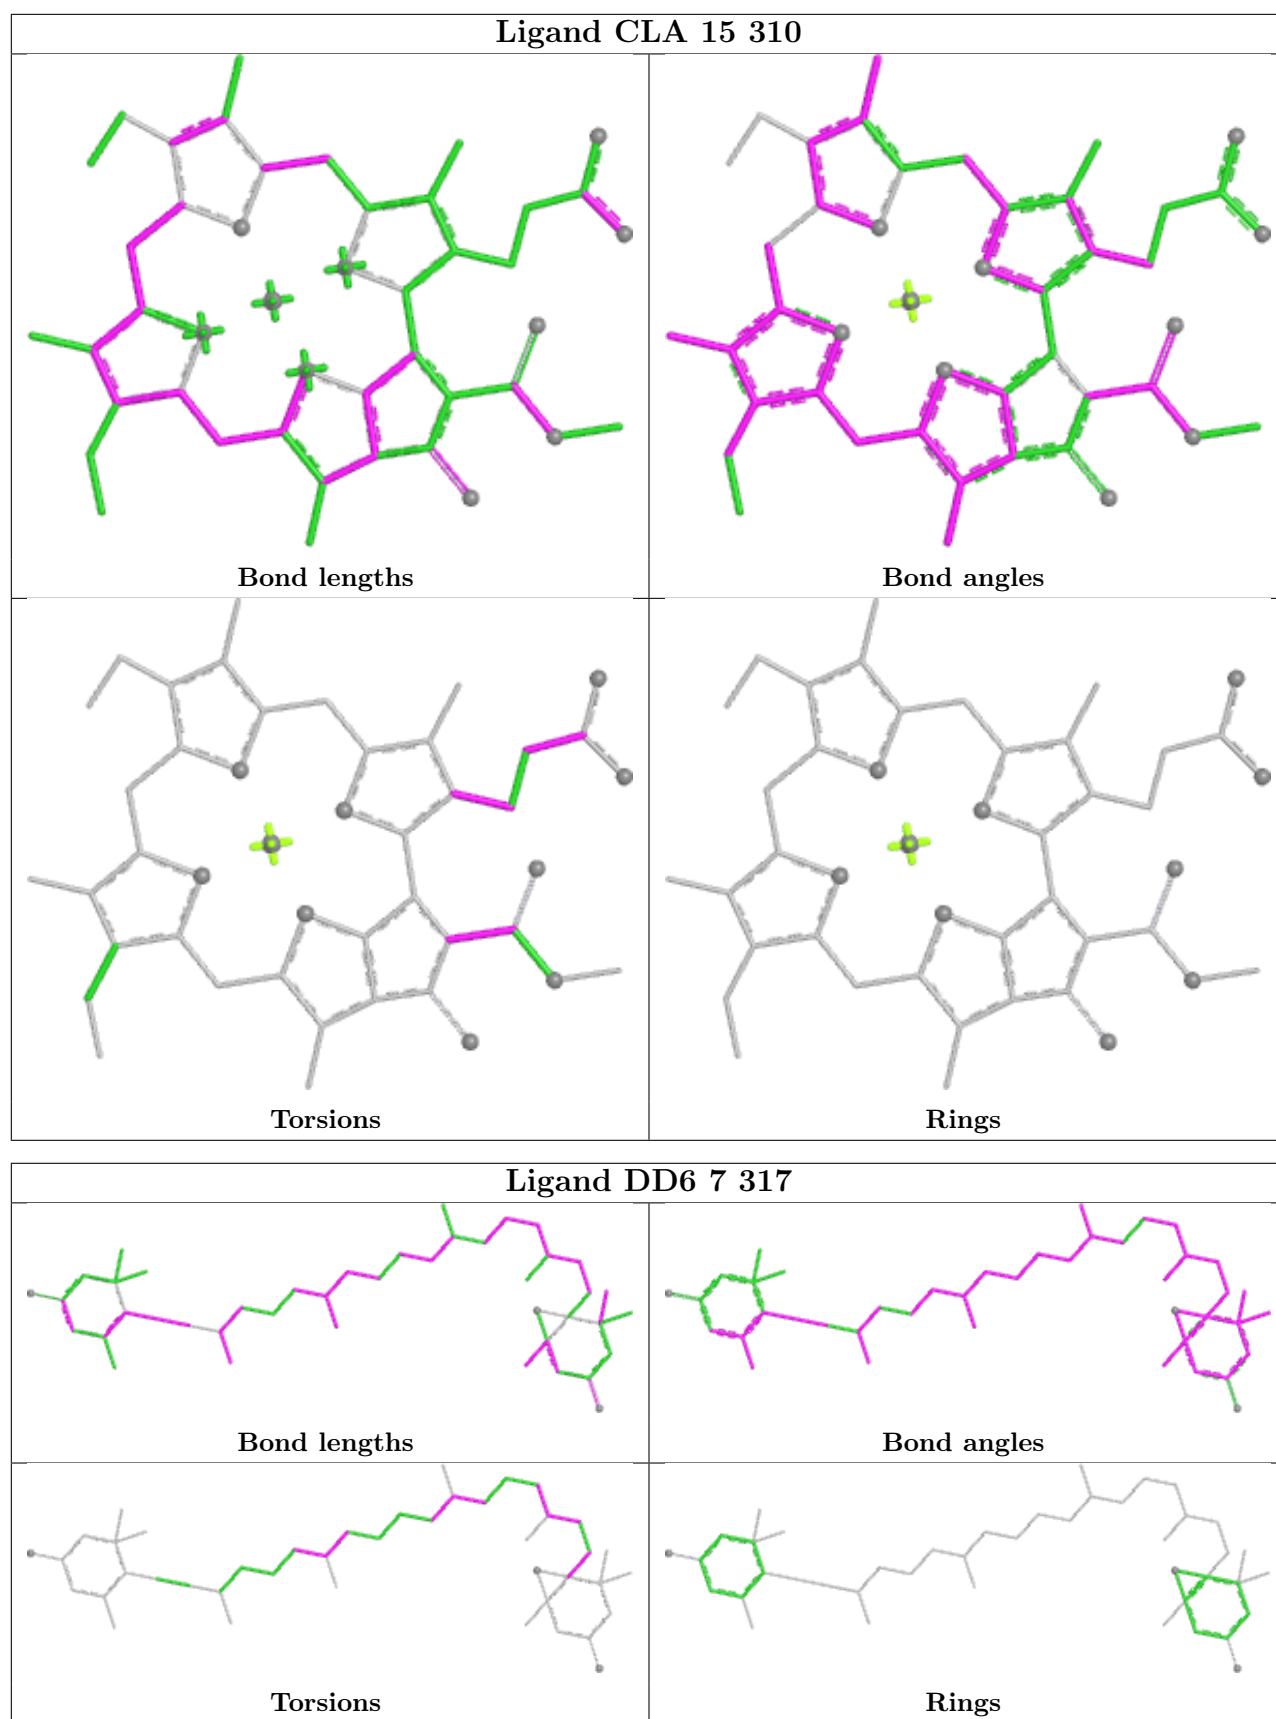 Ligand CLA 15 310
Bond lengths
Bond angles
Torsions
Rings
Ligand DD6 7 317
Bond lengths
Bond angles
Torsions
Rings